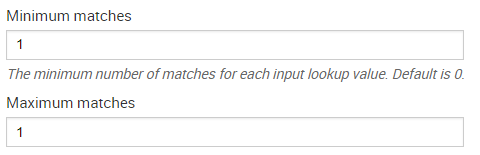 Minimum matches
1
The minimum number of matches for each input lookup value. Default is 0.
Maximum matches
1